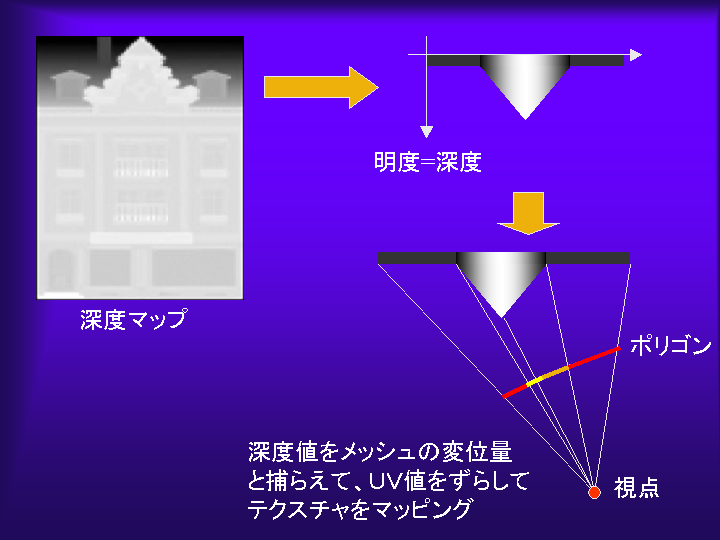 明度=深度
深度マップ
ポリゴン
深度値をメッシュの変位量
と捕らえて、UV値をずらして
テクスチャをマッピング
視点